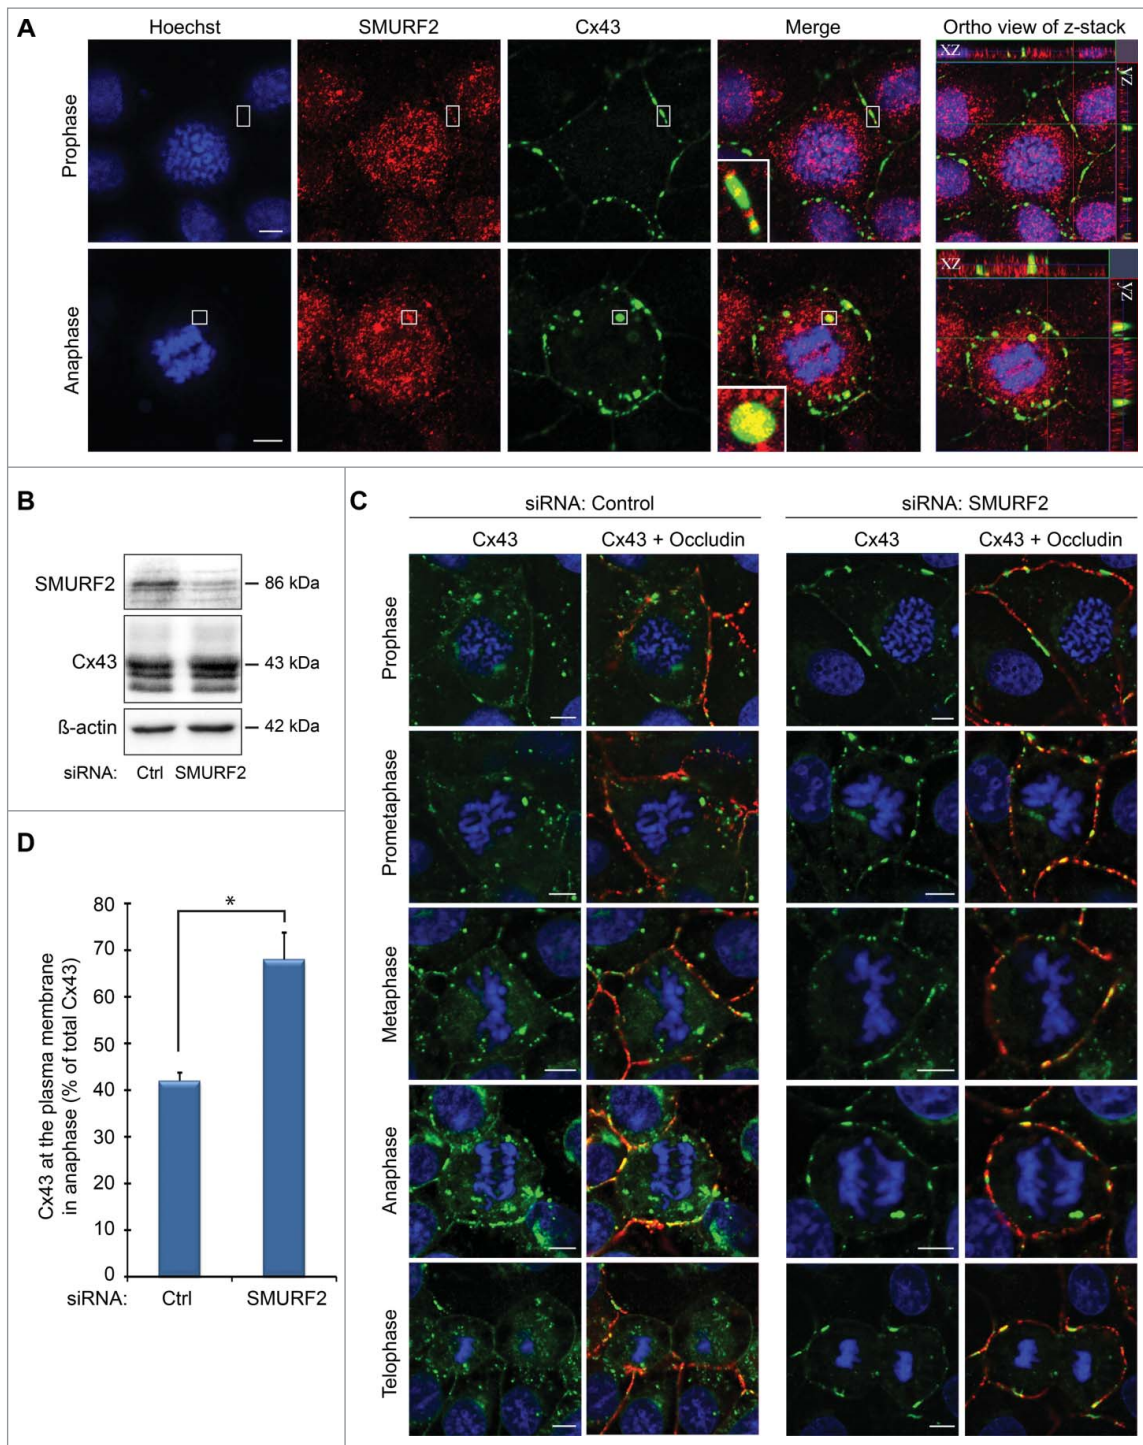 A
Hoechst SMURF2 Cx43 Merge Ortho view of z-stack
Prophase
XZ
YZ
Anaphase
XZ
YZ
B
SMURF2 86 kDa
Cx43 43 kDa
ß-actin 42 kDa
siRNA: Ctrl SMURF2
C
siRNA: Control siRNA: SMURF2
Cx43 Cx43 + Occludin Cx43 Cx43 + Occludin
Prophase
Prometaphase
Metaphase
Anaphase
Telophase
D
Cx43 at the plasma membrane
in anaphase (% of total Cx43)
80
70
60
50
40
30
20
10
0
*
siRNA: Ctrl SMURF2